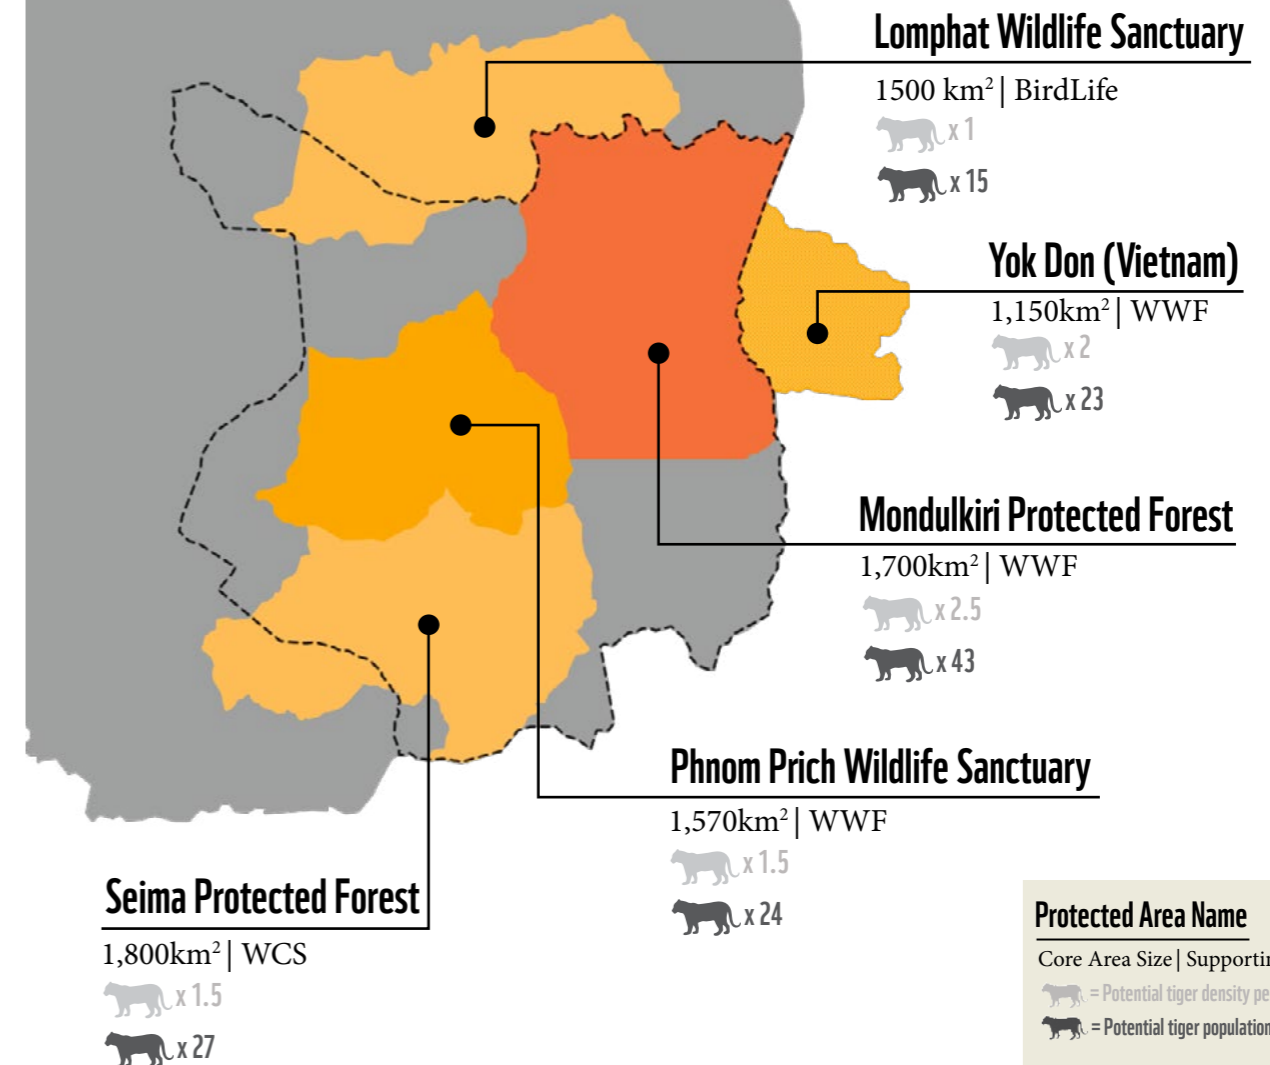 Lomphat Wildlife Sanctuary
1500 km² | BirdLife
x 1
x 15
Yok Don (Vietnam)
1,150km² | WWF
x 2
x 23
Mondulkiri Protected Forest
1,700km² | WWF
x 2.5
x 43
Phnom Prich Wildlife Sanctuary
1,570km² | WWF
x 1.5
x 24
Seima Protected Forest
1,800km² | WCS
x 1.5
x 27
Protected Area Name
Core Area Size | Supportin
= Potential tiger density pe
= Potential tiger population